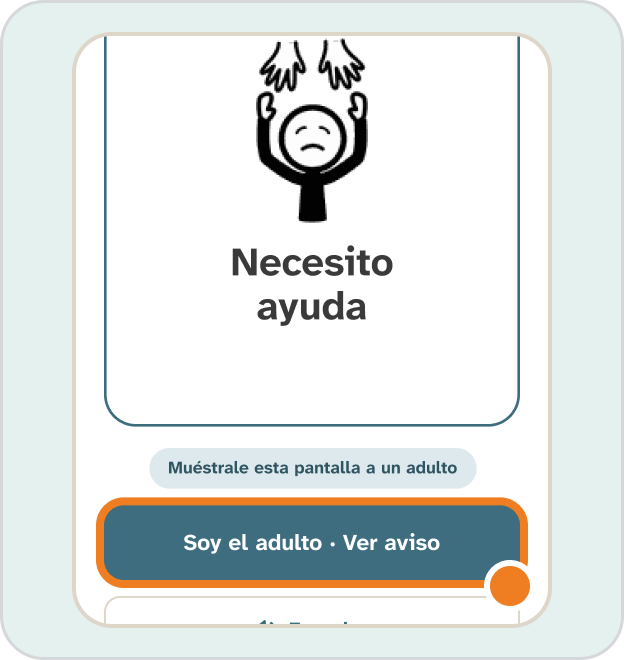 Necesito
ayuda
Muéstrale esta pantalla a un adulto
Soy el adulto · Ver aviso